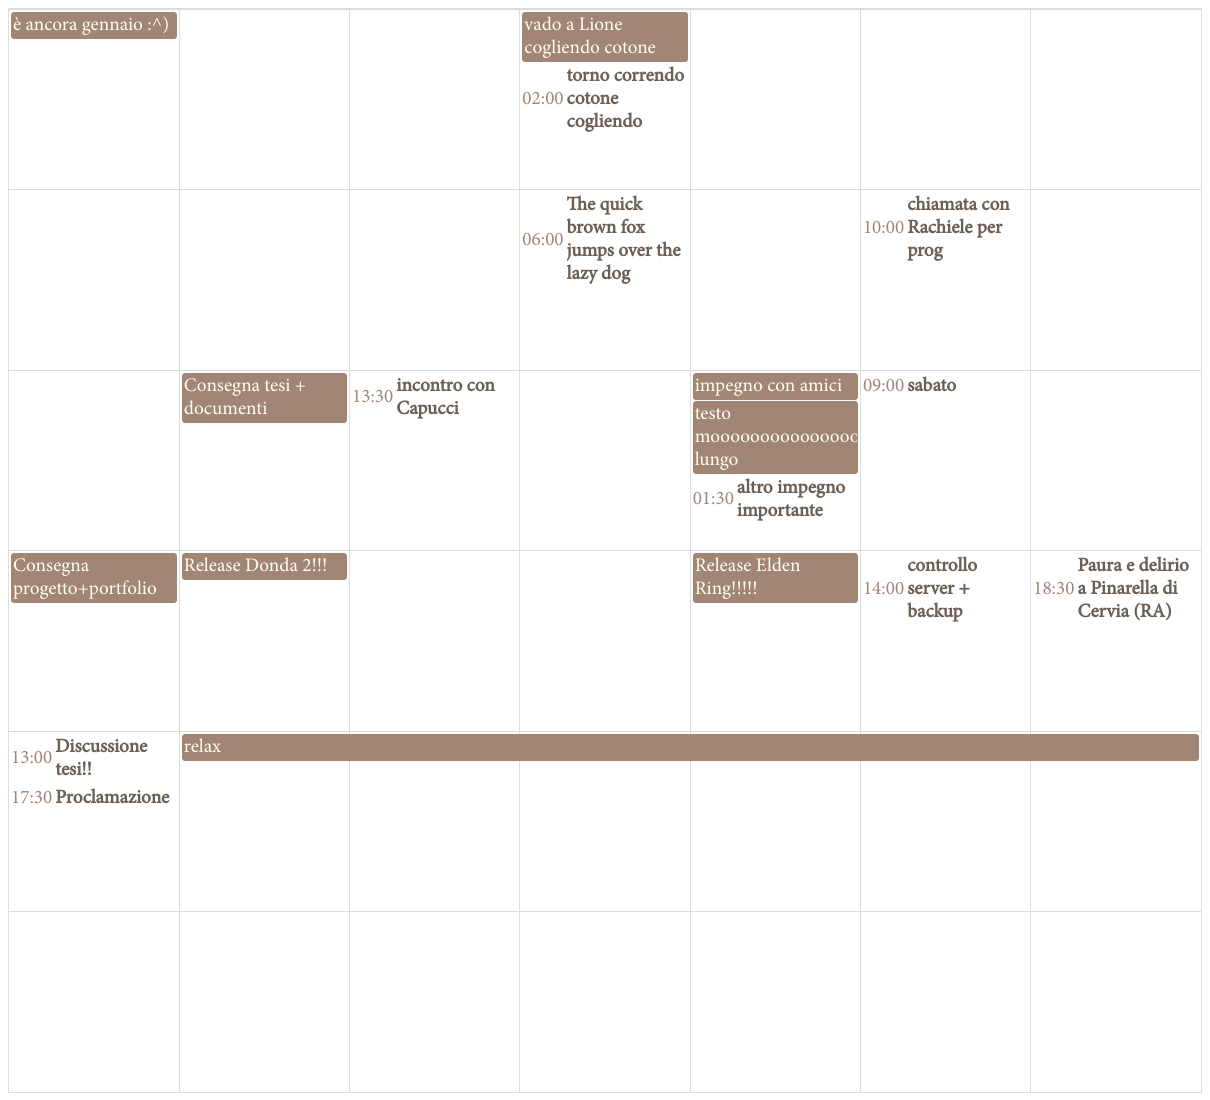 è ancora gennaio :^)
vado a Lione
cogliendo cotone
02:00
torno correndo
cotone
cogliendo
06:00
The quick
brown fox
jumps over the
lazy dog
10:00
chiamata con
Rachiele per
prog
Consegna tesi +
documenti
13:30
incontro con
Capucci
impegno con amici
testo
mooooooooooooooo
lungo
01:30
altro impegno
importante
09:00 sabato
Consegna
progetto+portfolio
Release Donda 2!!!
Release Elden
Ring!!!!!
14:00
controllo
server +
backup
18:30
Paura e delirio
a Pinarella di
Cervia (RA)
13:00
Discussione
tesi!!
17:30 Proclamazione
relax